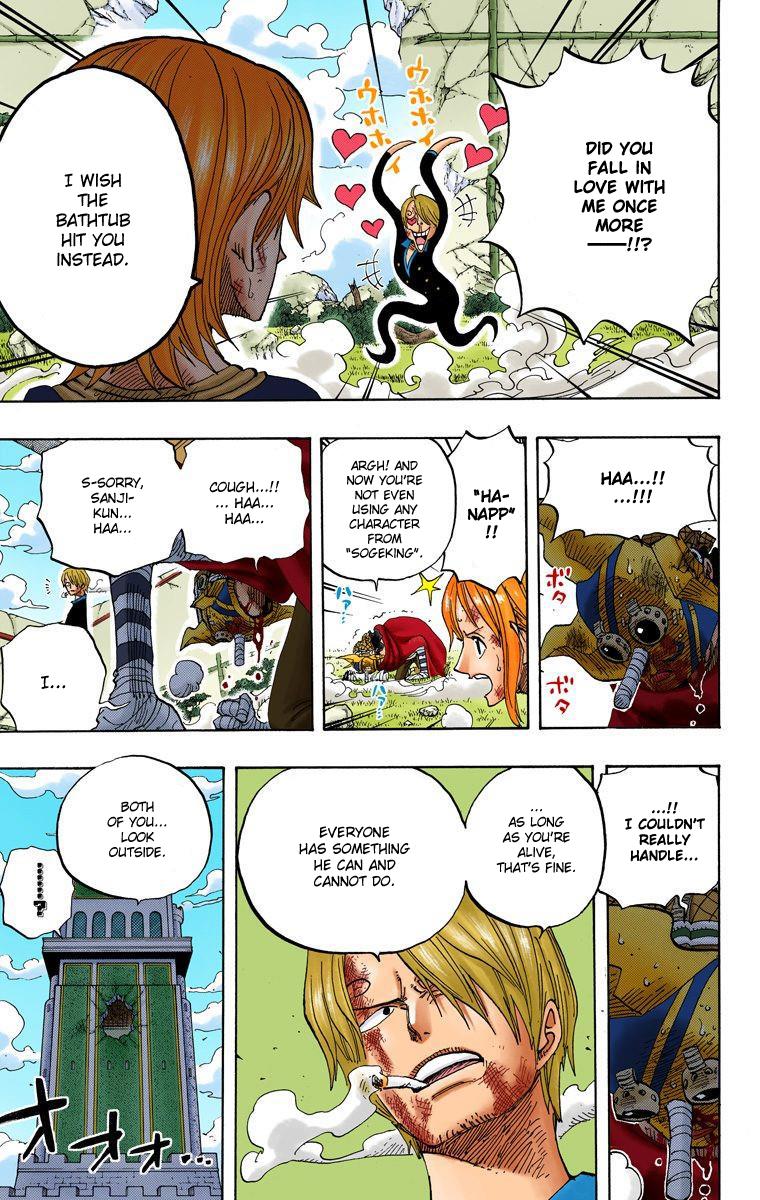 DID YOU
FALL IN
LOVE WITH
ME ONCE
MORE
——!!?
ウホホイ
ウホホイ
I WISH
THE
BATHTUB
HIT YOU
INSTEAD.
HAA...!!
...!!!
ボタ
ボタ
"HA-
NAPP"
!!
ARGH! AND
NOW YOU'RE
NOT EVEN
USING ANY
CHARACTER
FROM
"SOGEKING".
ハァ…
ハァ…
COUGH...!!
... HAA...
HAA...
S-SORRY,
SANJI-
KUN...
HAA...
I...
...!!
I COULDN'T
REALLY
HANDLE...
...
AS LONG
AS YOU'RE
ALIVE,
THAT'S FINE.
EVERYONE
HAS SOMETHING
HE CAN AND
CANNOT DO.
BOTH
OF YOU...
LOOK
OUTSIDE.
......?
オオオ...